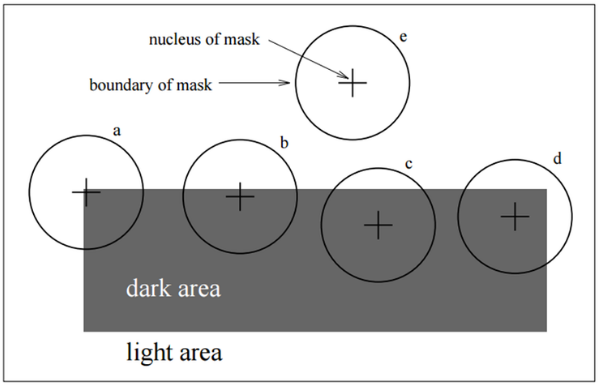 nucleus of mask
e
boundary of mask
a
b
c
d
dark area
light area